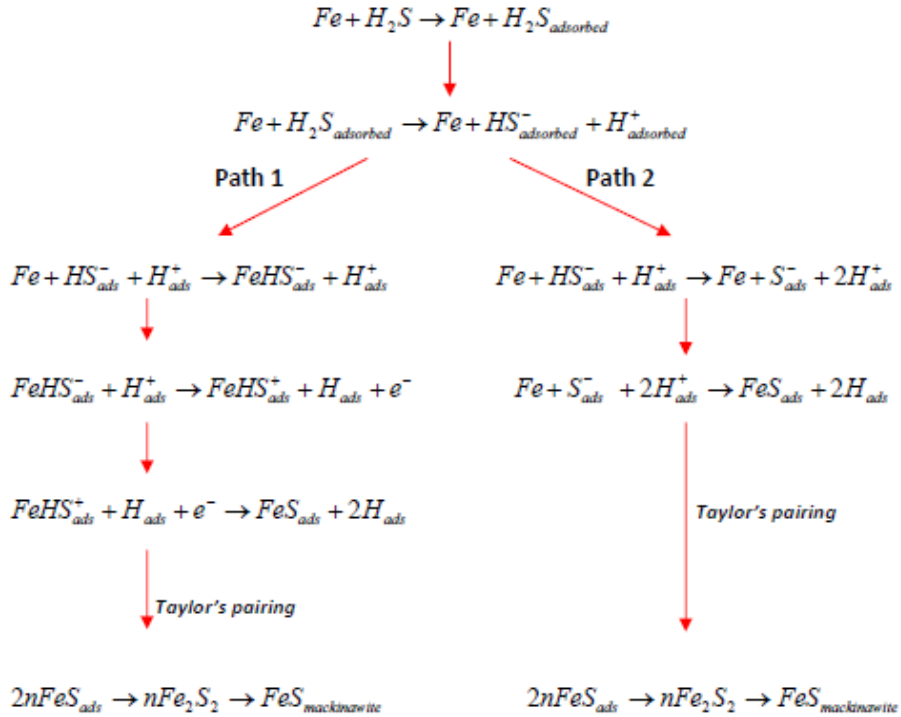 Fe + H₂S → Fe + H₂S_adsorbed
Fe + H₂S_adsorbed → Fe + HS⁻_adsorbed + H⁺_adsorbed
Path 1
Path 2
Fe + HS⁻_ads + H⁺_ads → FeHS⁻_ads + H⁺_ads
Fe + HS⁻_ads + H⁺_ads → Fe + S⁻_ads + 2H⁺_ads
FeHS⁻_ads + H⁺_ads → FeHS⁺_ads + H_ads + e⁻
Fe + S⁻_ads + 2H⁺_ads → FeS_ads + 2H_ads
FeHS⁺_ads + H_ads + e⁻ → FeS_ads + 2H_ads
Taylor's pairing
Taylor's pairing
2nFeS_ads → nFe₂S₂ → FeS_mackinawite
2nFeS_ads → nFe₂S₂ → FeS_mackinawite